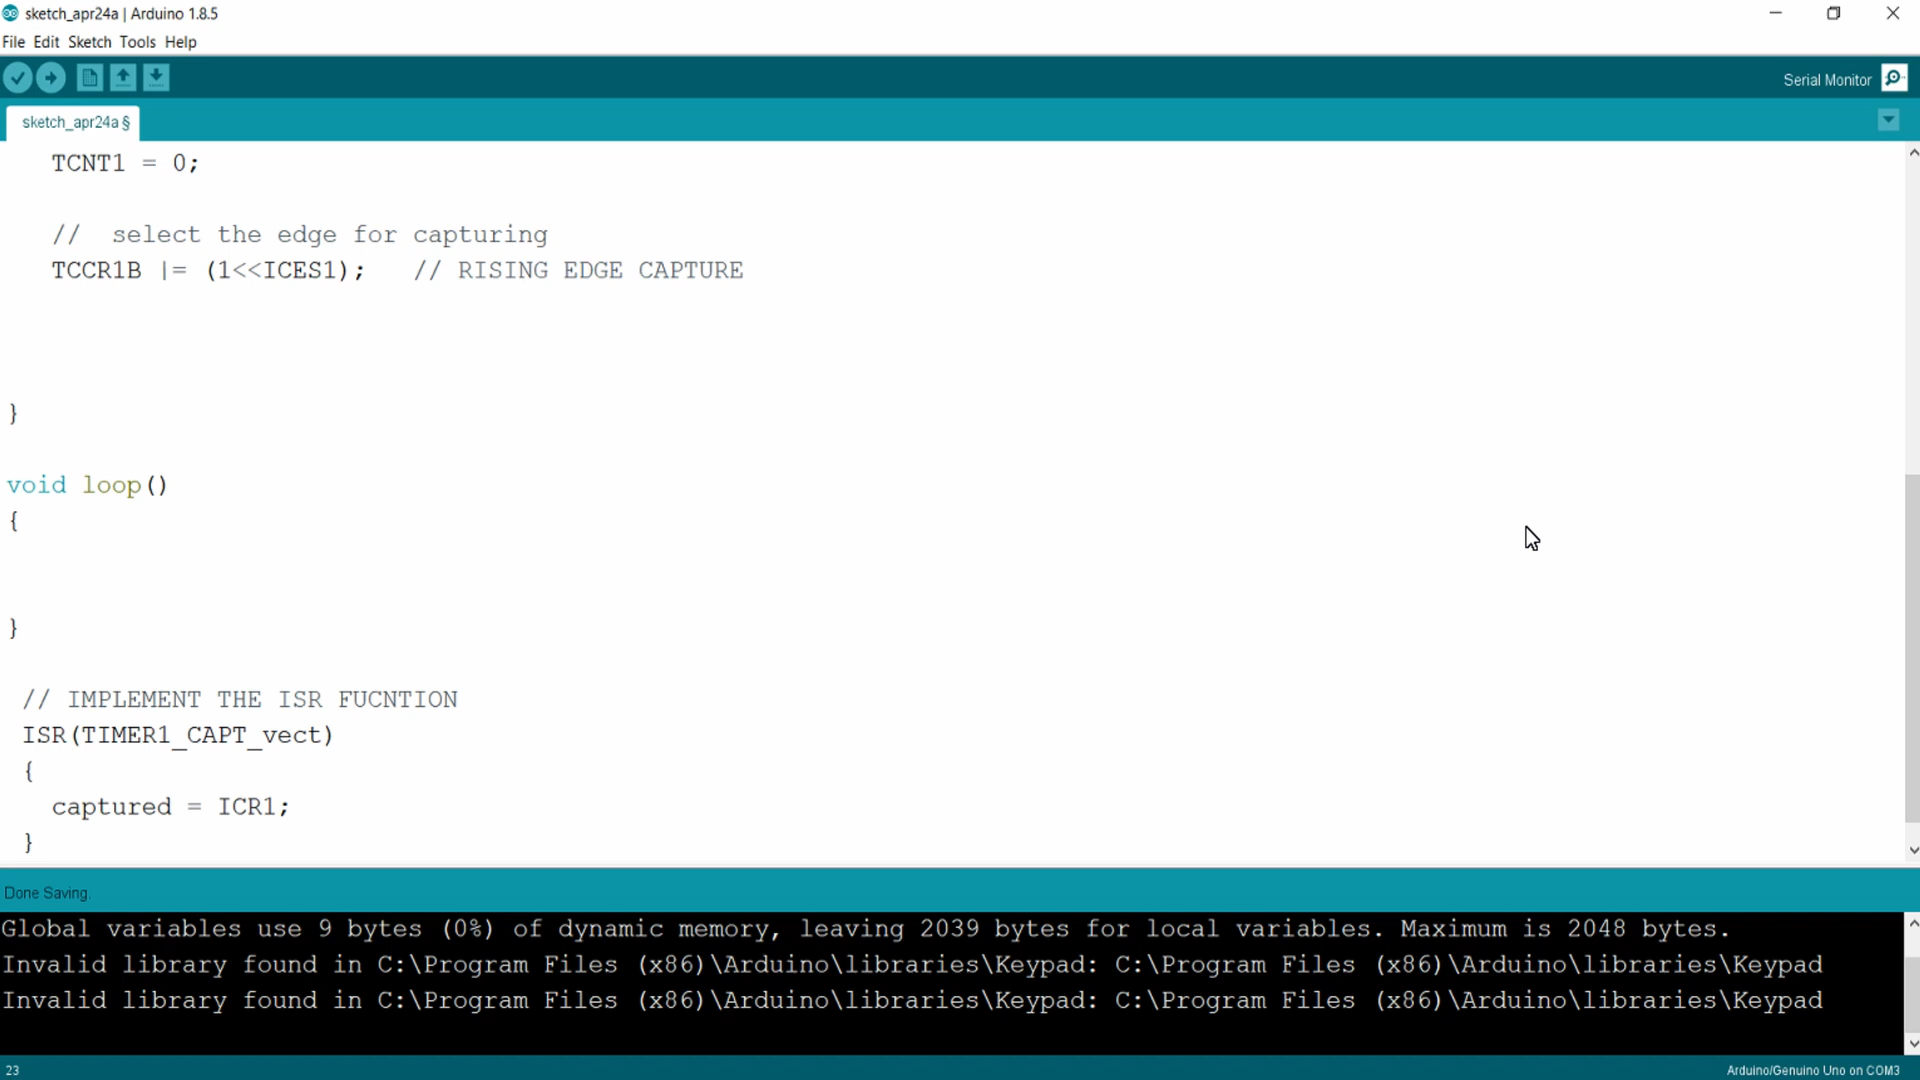 sketch_apr24a | Arduino 1.8.5
File Edit Sketch Tools Help
Serial Monitor
sketch_apr24a §
TCNT1 = 0;
// select the edge for capturing
TCCR1B |= (1<<ICES1); // RISING EDGE CAPTURE
}
void loop()
{
}
// IMPLEMENT THE ISR FUCNTION
ISR(TIMER1_CAPT_vect)
{
captured = ICR1;
}
Done Saving.
Global variables use 9 bytes (0%) of dynamic memory, leaving 2039 bytes for local variables. Maximum is 2048 bytes.
Invalid library found in C:\Program Files (x86)\Arduino\libraries\Keypad: C:\Program Files (x86)\Arduino\libraries\Keypad
Invalid library found in C:\Program Files (x86)\Arduino\libraries\Keypad: C:\Program Files (x86)\Arduino\libraries\Keypad
23
Arduino/Genuino Uno on COM3